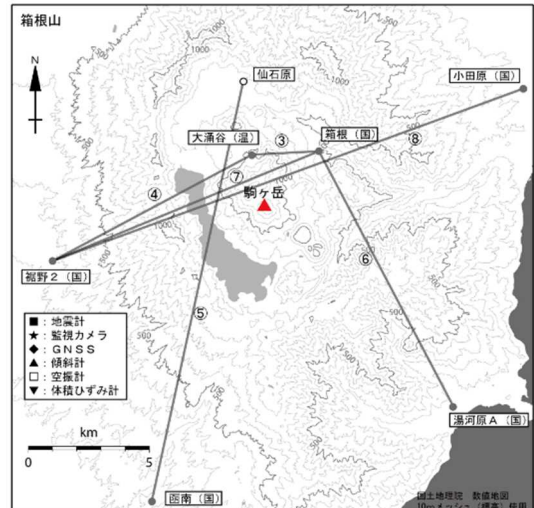 箱根山
N
仙石原
小田原（国）
大涌谷（温）
③
箱根（国）
⑧
④
⑦
駒ヶ岳
裾野２（国）
⑥
⑤
■：地震計
★：監視カメラ
◆：ＧＮＳＳ
▲：傾斜計
□：空振計
▼：体積ひずみ計
km
0 5
湯河原Ａ（国）
函南（国）
国土地理院 数値地図
10mメッシュ（標高）使用
1000
1000
1000
1000
500
500
500
500
500
500